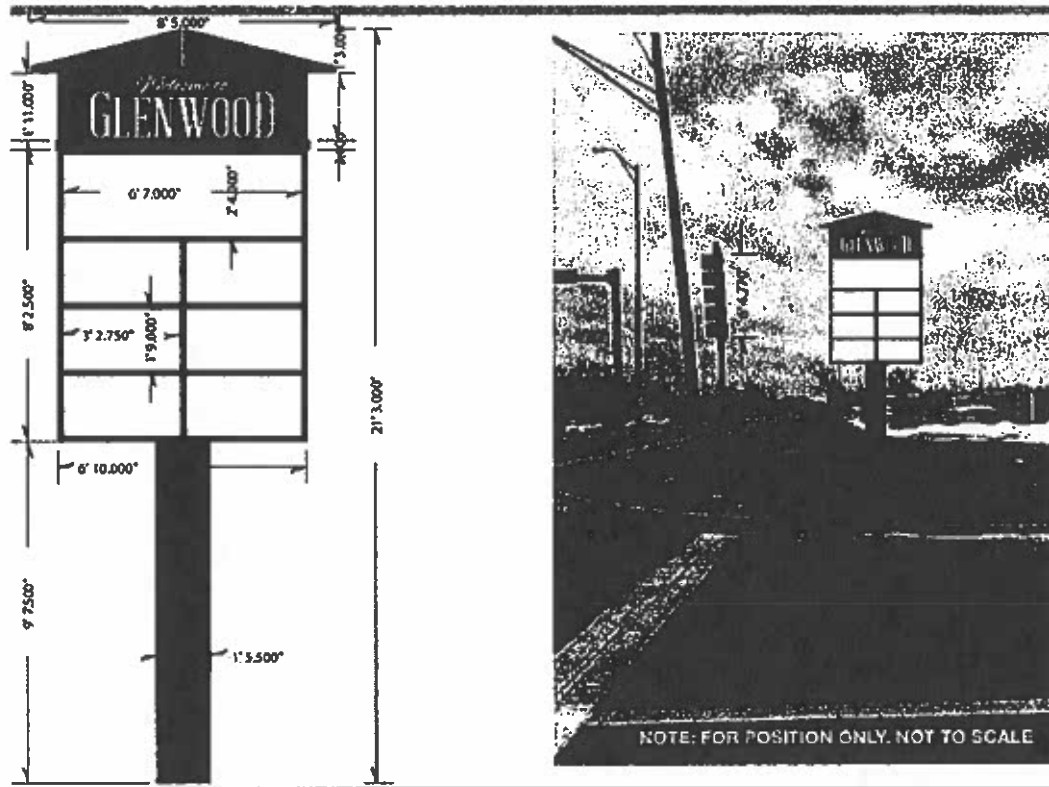 8' 5.000"
Welcome to
GLENWOOD
1' 11.000"
6' 7.000"
2' 4.000"
8' 2.500"
3' 2.750"
1' 9.000"
21' 3.000"
6' 10.000"
9' 7.500"
1' 5.500"
GLENWOOD
NOTE: FOR POSITION ONLY. NOT TO SCALE